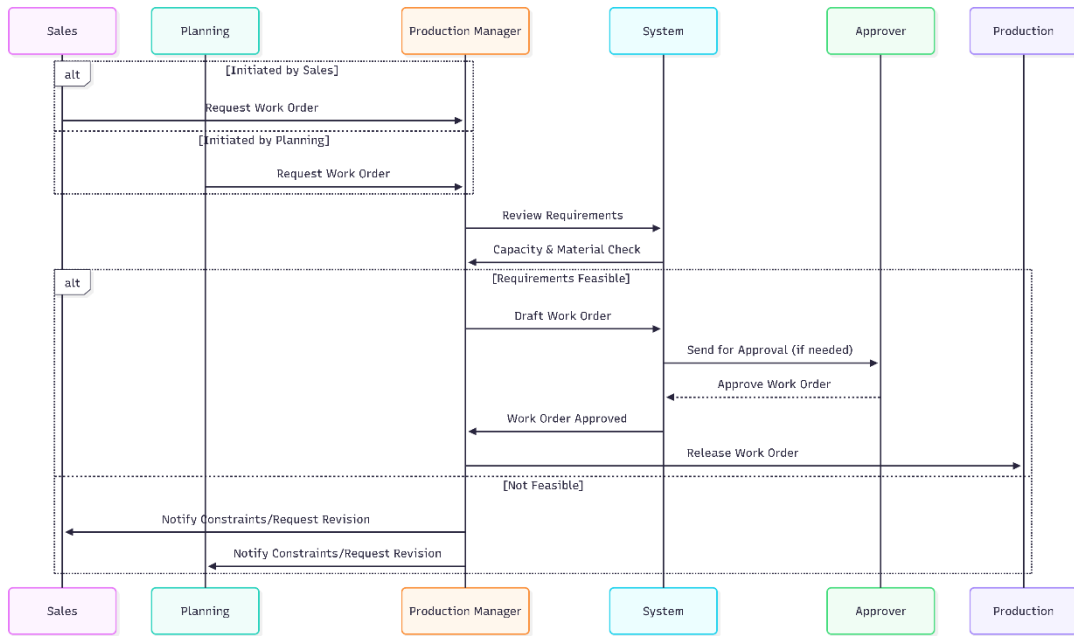 Sales
Planning
Production Manager
System
Approver
Production
alt
[Initiated by Sales]
Request Work Order
[Initiated by Planning]
Request Work Order
Review Requirements
Capacity & Material Check
alt
[Requirements Feasible]
Draft Work Order
Send for Approval (if needed)
Approve Work Order
Work Order Approved
Release Work Order
[Not Feasible]
Notify Constraints/Request Revision
Notify Constraints/Request Revision
Sales
Planning
Production Manager
System
Approver
Production